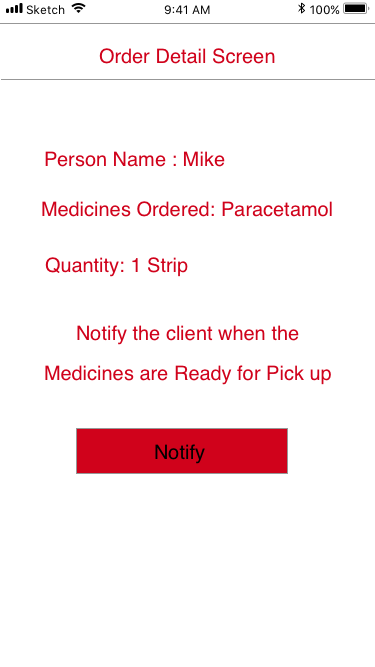 Sketch 9:41 AM 100%
Order Detail Screen
Person Name : Mike
Medicines Ordered: Paracetamol
Quantity: 1 Strip
Notify the client when the
Medicines are Ready for Pick up
Notify